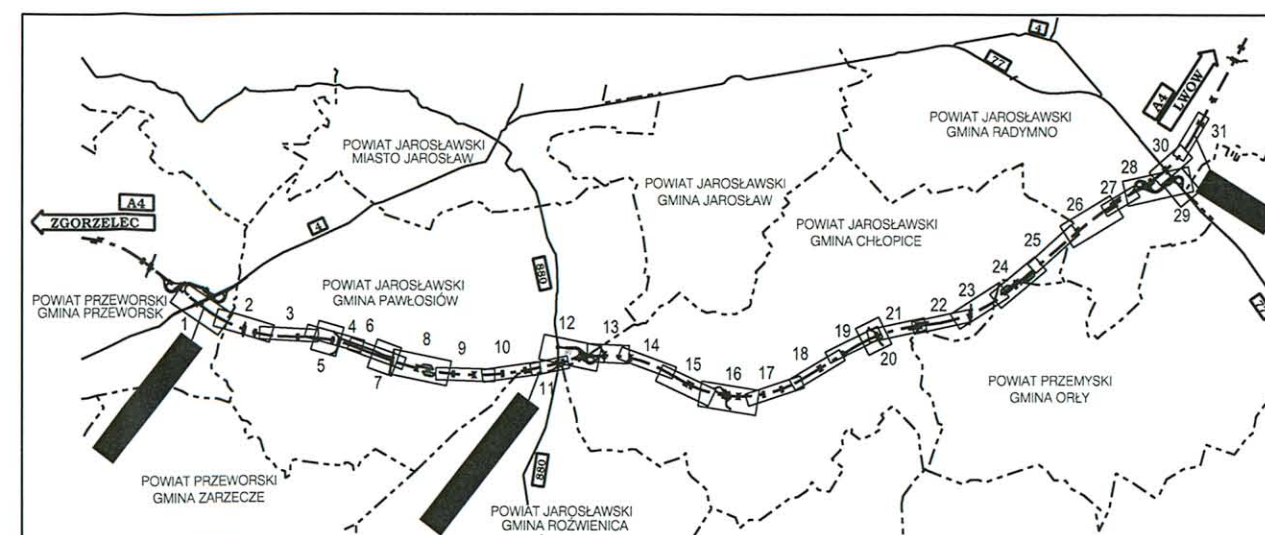 4
77
A4
LWOW
POWIAT JAROSŁAWSKI
GMINA RADYMNO
31
30
POWIAT JAROSŁAWSKI
MIASTO JAROSŁAW
POWIAT JAROSŁAWSKI
GMINA JAROSŁAW
28
27
29
A4
ZGORZELEC
26
POWIAT JAROSŁAWSKI
GMINA CHŁOPICE
4
25
880
POWIAT JAROSŁAWSKI
GMINA PAWŁOSIÓW
24
POWIAT PRZEWORSKI
GMINA PRZEWORSK
1
2
3
4
6
5
7
8
9
10
11
12
13
14
15
16
17
18
19
20
21
22
23
POWIAT PRZEMYSKI
GMINA ORŁY
880
POWIAT PRZEWORSKI
GMINA ZARZECZE
POWIAT JAROSŁAWSKI
GMINA ROŹWIENICA